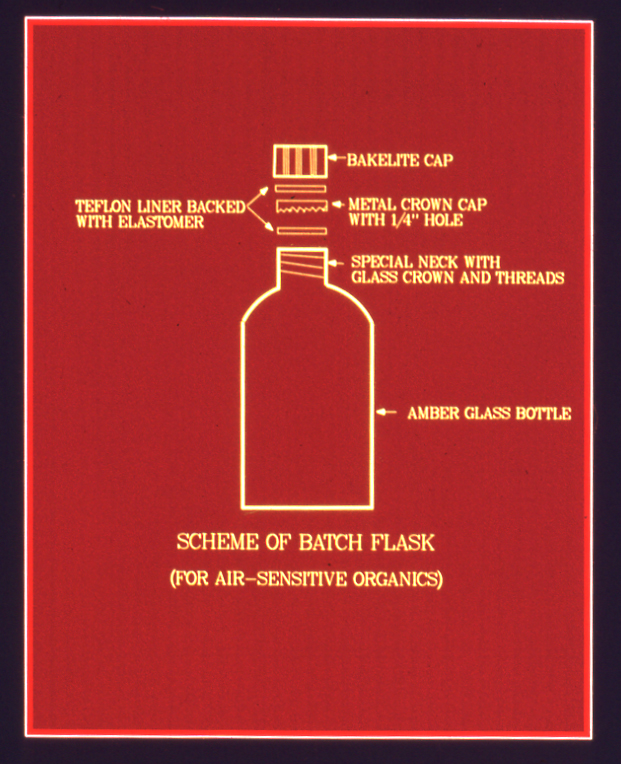 BAKELITE CAP
TEFLON LINER BACKED
WITH ELASTOMER
METAL CROWN CAP
WITH 1/4" HOLE
SPECIAL NECK WITH
GLASS CROWN AND THREADS
AMBER GLASS BOTTLE
SCHEME OF BATCH FLASK
(FOR AIR-SENSITIVE ORGANICS)